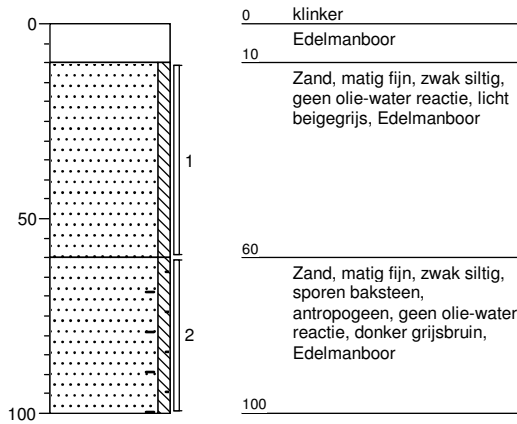 0
50
100
1
2
0 klinker
Edelmanboor
10
Zand, matig fijn, zwak siltig,
geen olie-water reactie, licht
beigegrijs, Edelmanboor
60
Zand, matig fijn, zwak siltig,
sporen baksteen,
antropogeen, geen olie-water
reactie, donker grijsbruin,
Edelmanboor
100